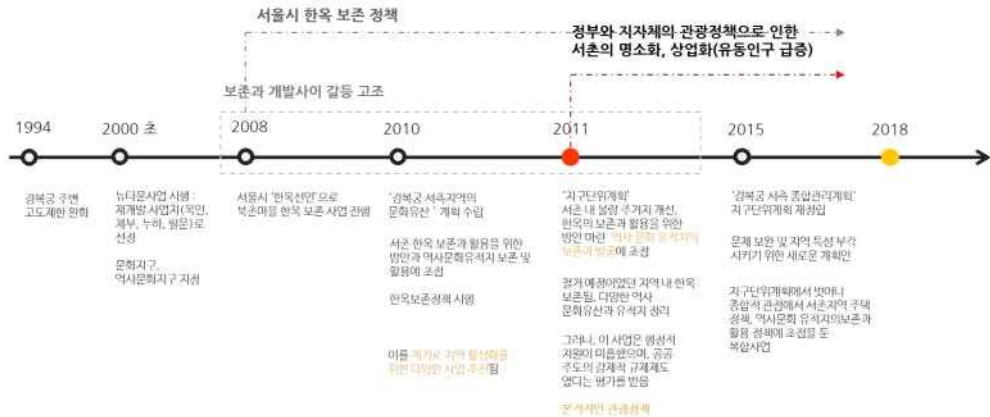 서울시 한옥 보존 정책
정부와 지자체의 관광정책으로 인한
서촌의 명소화, 상업화(유동인구 급증)
보존과 개발사이 갈등 고조
1994
2000 초
2008
2010
2011
2015
2018
경복궁 주변
고도제한 완화
뉴타운사업 시행 :
재개발 사업지(옥인,
체부, 누하, 필운)로
선정
문화지구,
역사문화지구 지정
서울시 '한옥선언'으로
북촌마을 한옥 보존 사업 진행
'경복궁 서측지역의
문화유산 ' 계획 수립
서촌 한옥 보존과 활용을 위한
방안과 역사문화유적지 보존 및
활용에 초점
한옥보존정책 시행
이를 계기로 지역 활성화를
위한 다양한 사업 추진됨
'지구단위계획'
서촌 내 불량 주거지 개선,
한옥의 보존과 활용을 위한
방안 마련, 역사 문화 유적지의
보존과 발굴에 초점
철거 예정이었던 지역 내 한옥
보존됨, 다양한 역사
문화유산과 유적지 정리
그러나, 이 사업은 행정적
지원이 미흡했으며, 공공
주도의 강제적 규제제도
였다는 평가를 받음
본격적인 관광정책
'경복궁 서측 종합관리계획'
지구단위계획 재정립
문제 보완 및 지역 특성 부각
시키기 위한 새로운 계획안
지구단위계획에서 벗어나
종합적 관점에서 서촌지역 주택
정책, 역사문화 유적지의보존과
활용 정책에 초점을 둔
복합사업